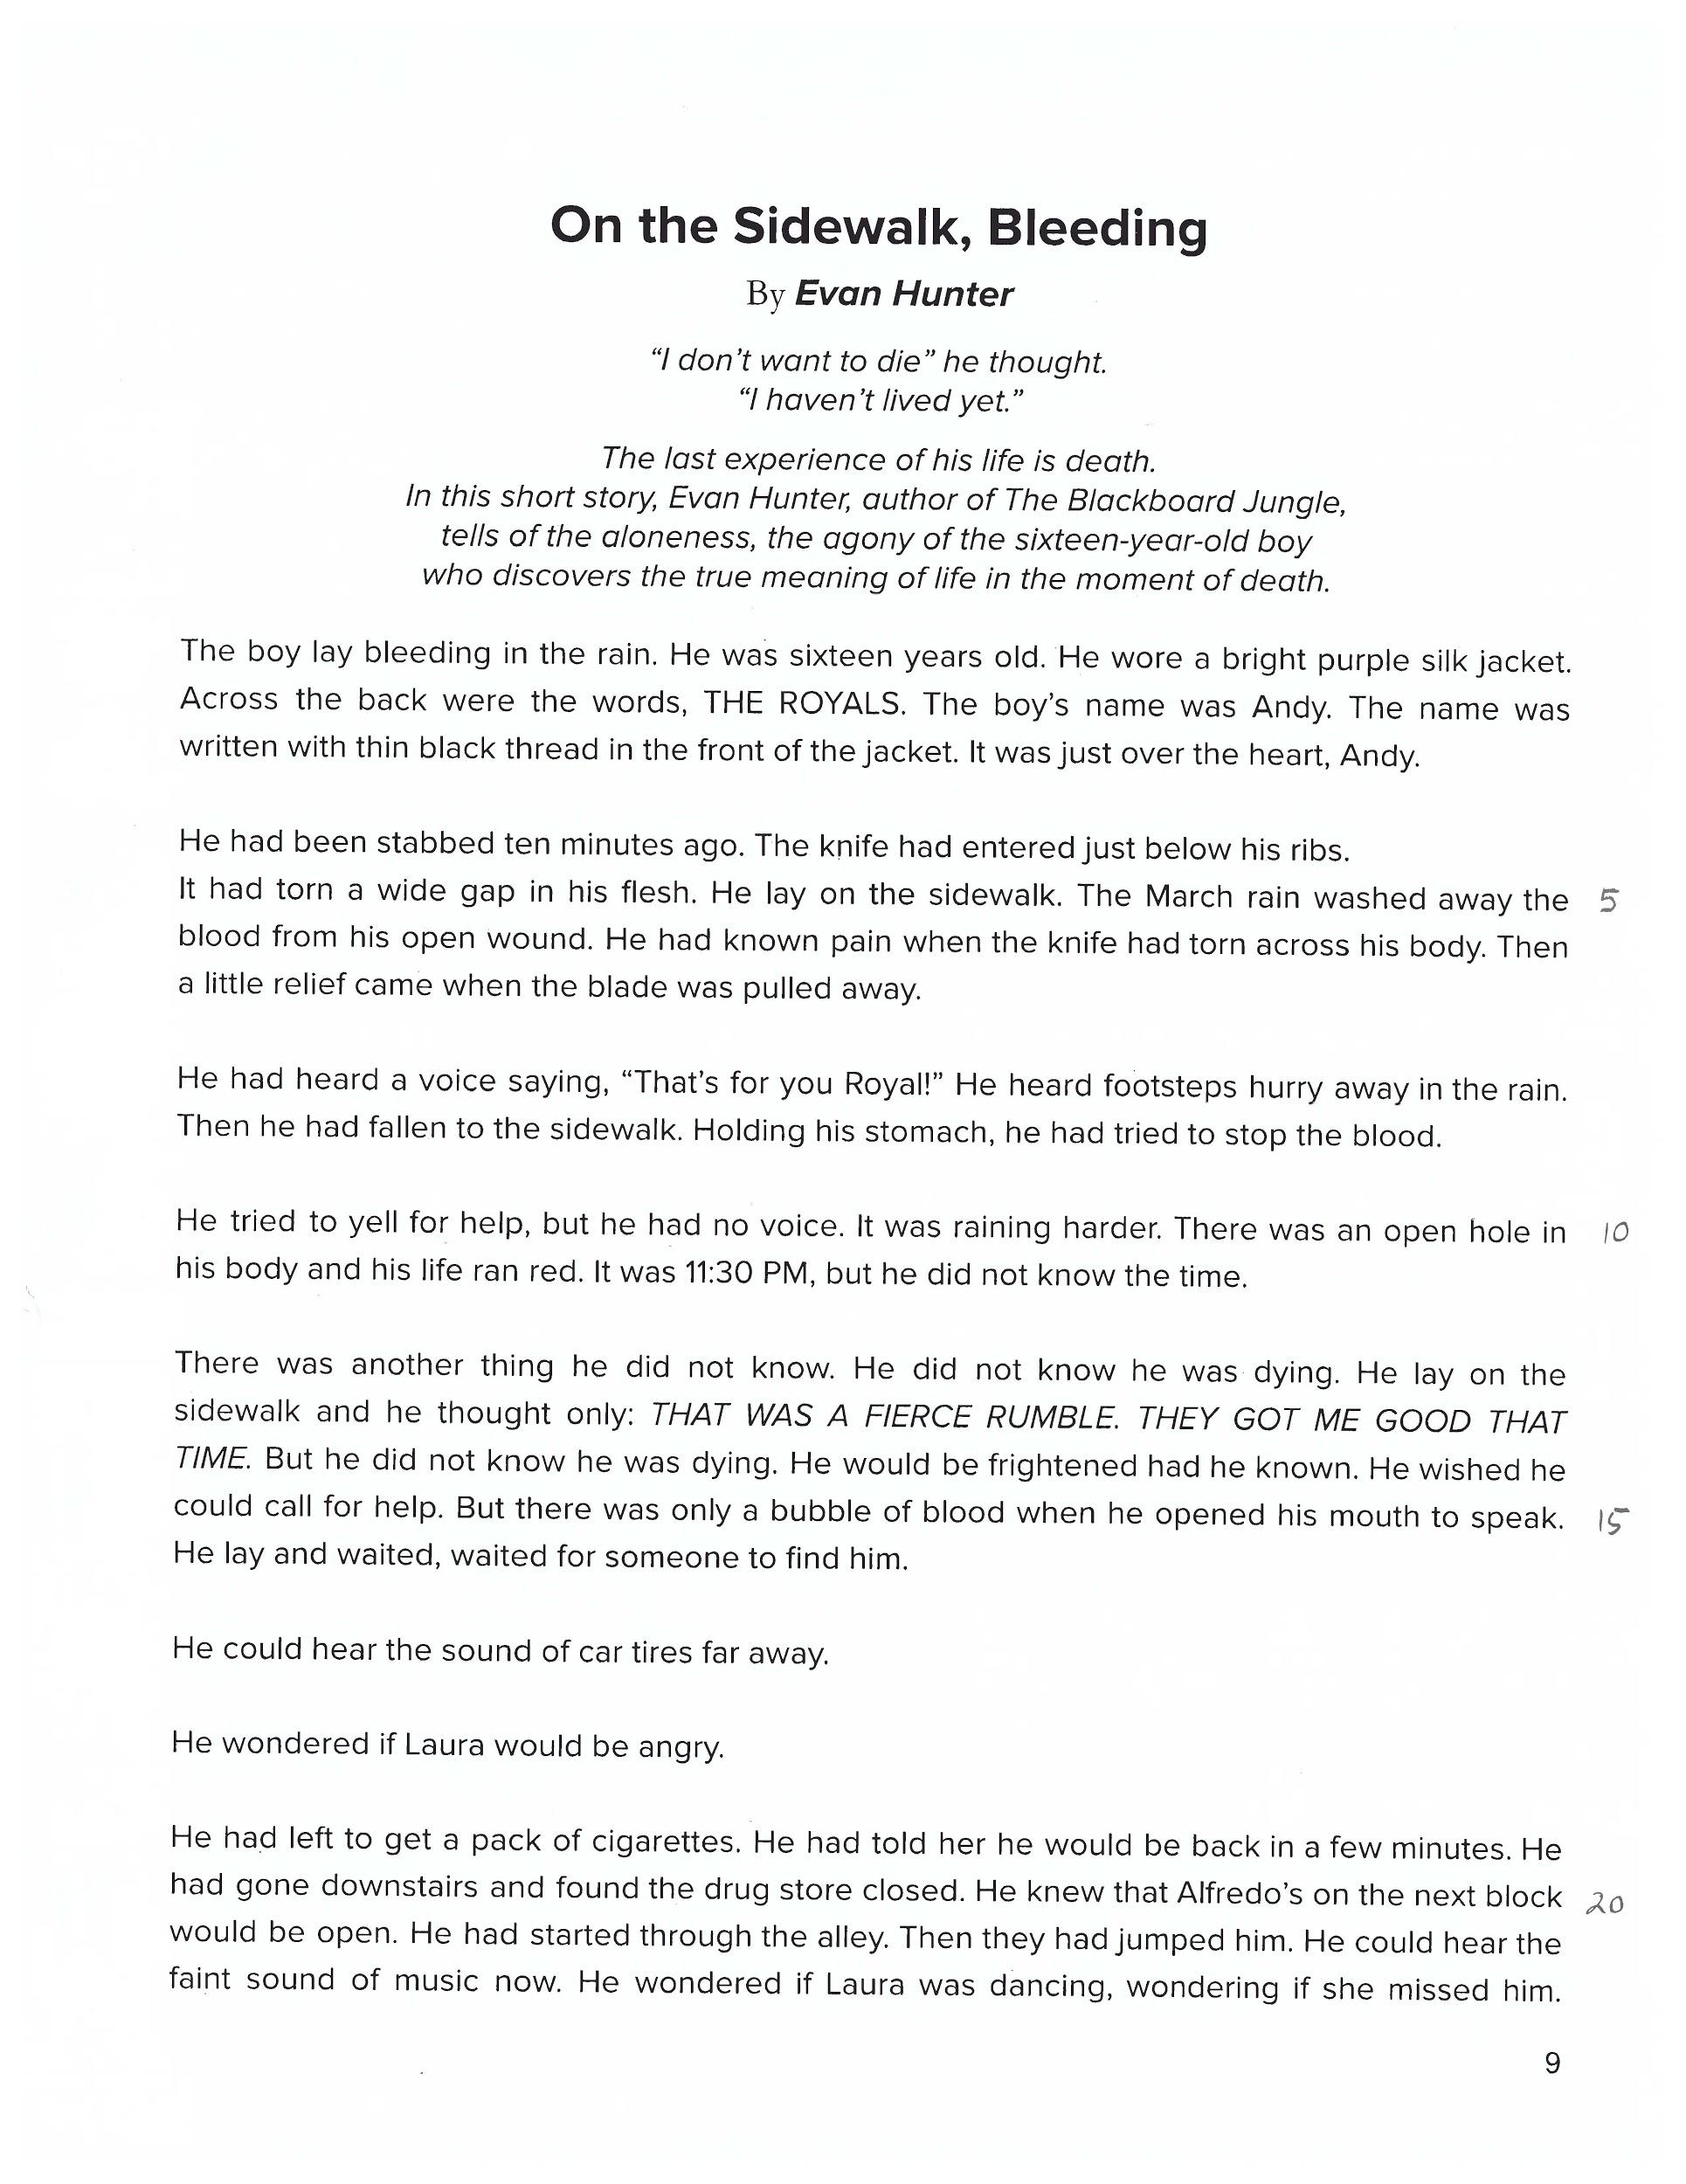 On the Sidewalk, Bleeding
By Evan Hunter
“I don’t want to die” he thought.
“I haven’t lived yet.”
The last experience of his life is death.
In this short story, Evan Hunter, author of The Blackboard Jungle,
tells of the aloneness, the agony of the sixteen-year-old boy
who discovers the true meaning of life in the moment of death.
The boy lay bleeding in the rain. He was sixteen years old. He wore a bright purple silk jacket.
Across the back were the words, THE ROYALS. The boy’s name was Andy. The name was
written with thin black thread in the front of the jacket. It was just over the heart, Andy.
He had been stabbed ten minutes ago. The knife had entered just below his ribs.
It had torn a wide gap in his flesh. He lay on the sidewalk. The March rain washed away the 5
blood from his open wound. He had known pain when the knife had torn across his body. Then
a little relief came when the blade was pulled away.
He had heard a voice saying, “That’s for you Royal!” He heard footsteps hurry away in the rain.
Then he had fallen to the sidewalk. Holding his stomach, he had tried to stop the blood.
He tried to yell for help, but he had no voice. It was raining harder. There was an open hole in 10
his body and his life ran red. It was 11:30 PM, but he did not know the time.
There was another thing he did not know. He did not know he was dying. He lay on the
sidewalk and he thought only: THAT WAS A FIERCE RUMBLE. THEY GOT ME GOOD THAT
TIME. But he did not know he was dying. He would be frightened had he known. He wished he
could call for help. But there was only a bubble of blood when he opened his mouth to speak. 15
He lay and waited, waited for someone to find him.
He could hear the sound of car tires far away.
He wondered if Laura would be angry.
He had left to get a pack of cigarettes. He had told her he would be back in a few minutes. He
had gone downstairs and found the drug store closed. He knew that Alfredo’s on the next block 20
would be open. He had started through the alley. Then they had jumped him. He could hear the
faint sound of music now. He wondered if Laura was dancing, wondering if she missed him.
9